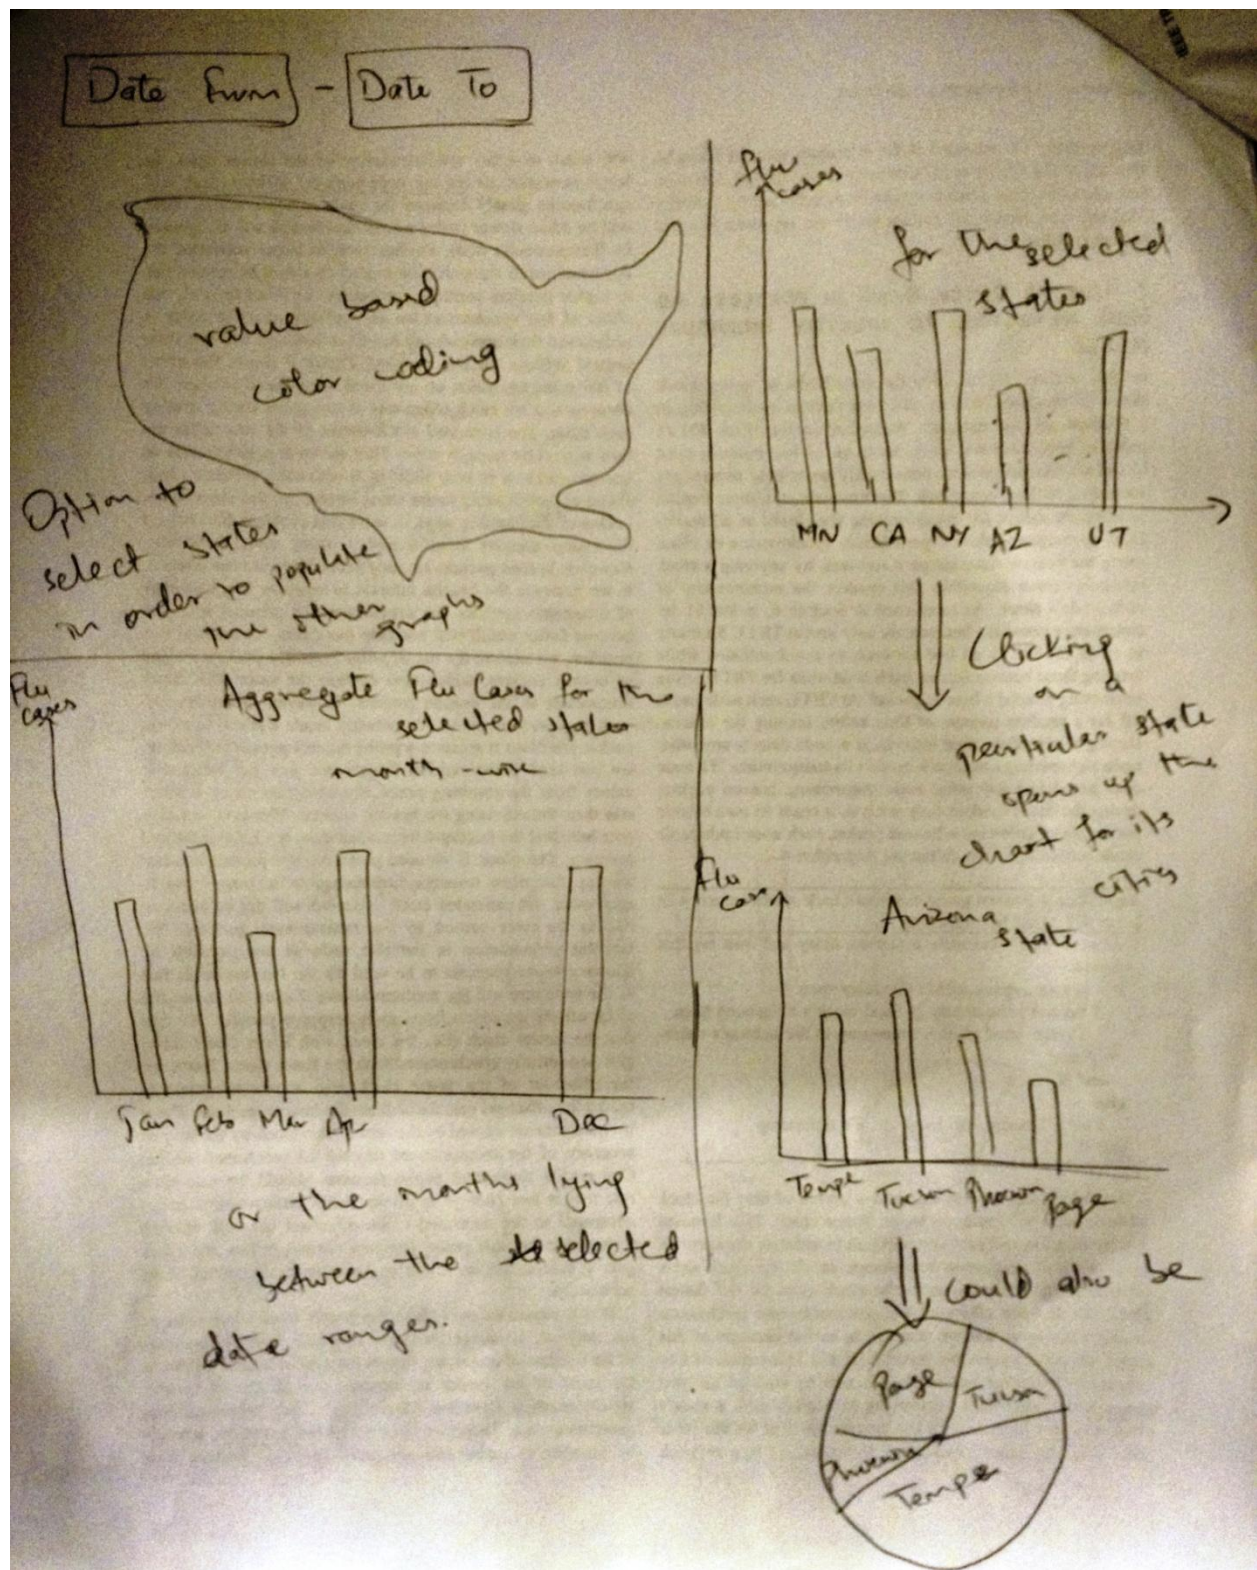 Date From - Date To
value based
color coding
Option to
select states
in order to populate
the other
graphs
Flu
cases
for the selected
states
MN CA NY AZ UT
Clicking
on a
particular state
opens up the
chart for its
cities
Flu
cases
Aggregate Flu Cases for the
selected states
month-wise
Jan Feb Mar Apr Dec
or the months lying
between the selected
date ranges.
Flu
cases
Arizona
state
Tempe Tucson Phoenix Page
could also be
Page Tucson
Phoenix
Tempe